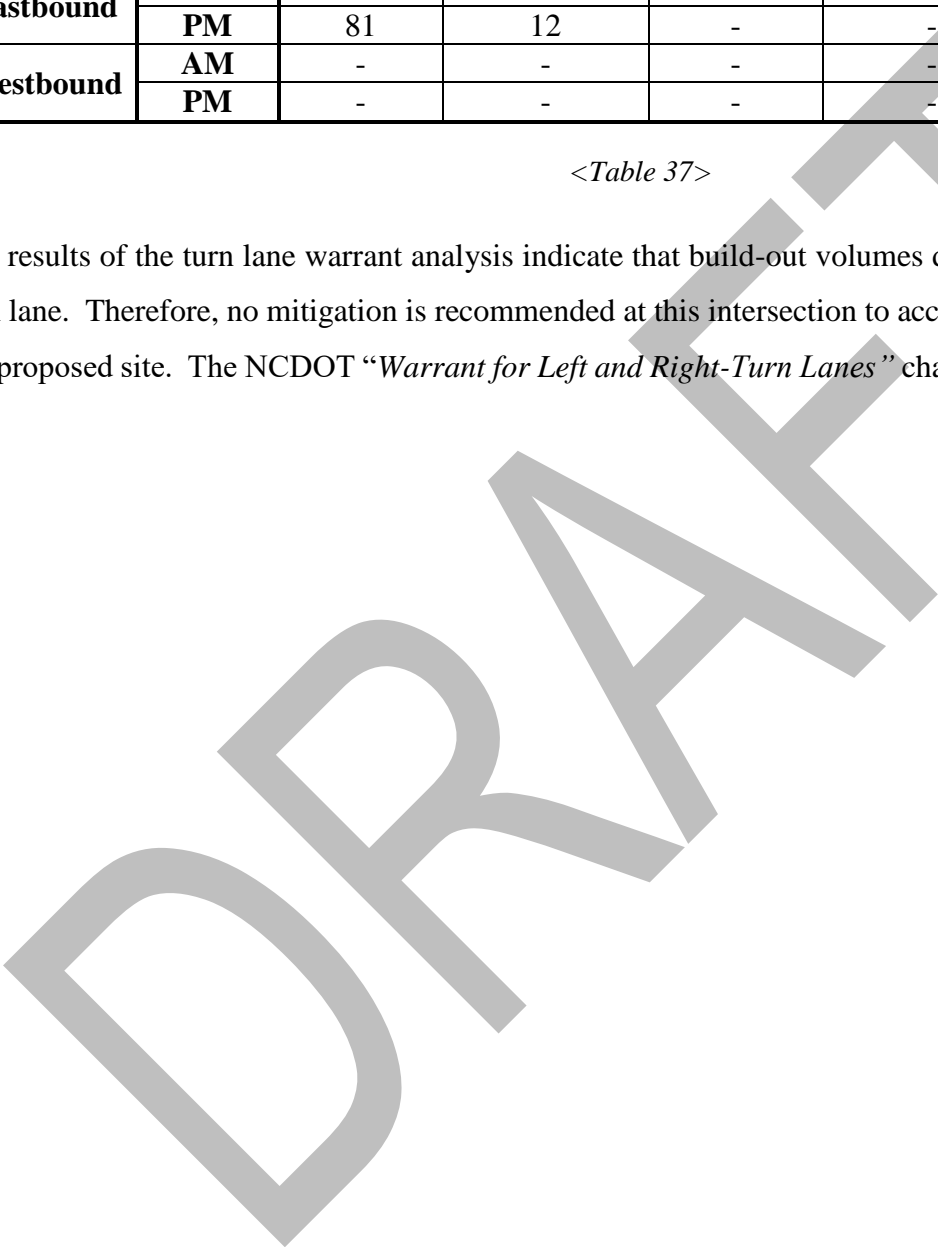 astbound
PM 81 12 - -
estbound AM - - - -
PM - - - -
<Table 37>
results of the turn lane warrant analysis indicate that build-out volumes
lane. Therefore, no mitigation is recommended at this intersection to acc
proposed site. The NCDOT “Warrant for Left and Right-Turn Lanes” cha
DRAFT